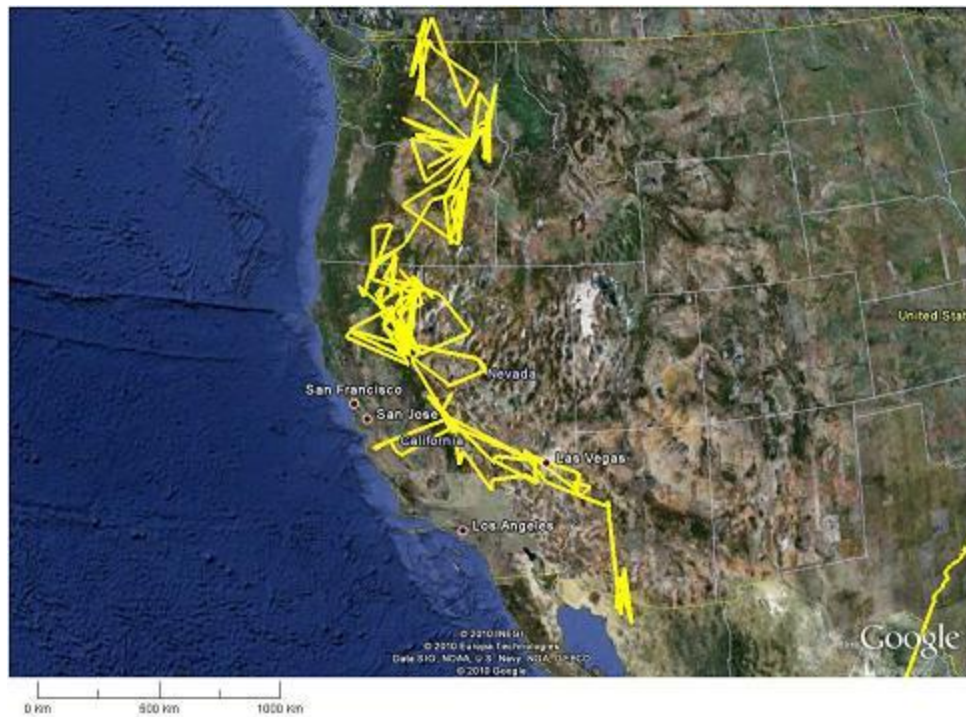 United Stat
Nevada
San Francisco
San Jose
California
Las Vegas
Los Angeles
© 2010 INEGI
© 2010 Europa Technologies
Data SIO, NOAA, U.S. Navy, NGA, GEBCO
© 2010 Google
Google
0 km 500 km 1000 km